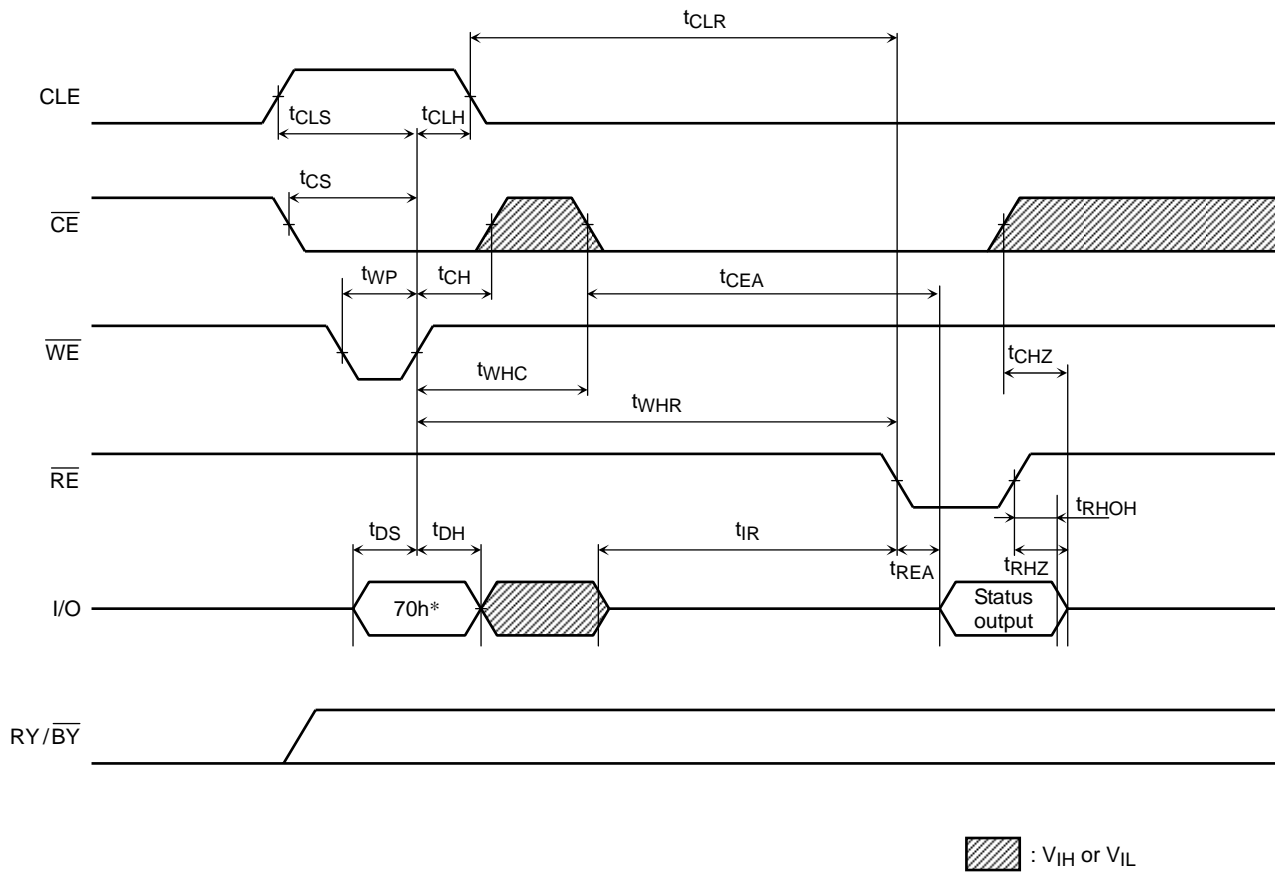 tCLR
CLE
tCLS
tCLH
tCS
CE
tWP
tCH
tCEA
WE
tCHZ
tWHC
tWHR
RE
tDS
tDH
tIR
tRHOH
tREA
tRHZ
I/O
70h*
Status
output
RY/BY
: VIH or VIL